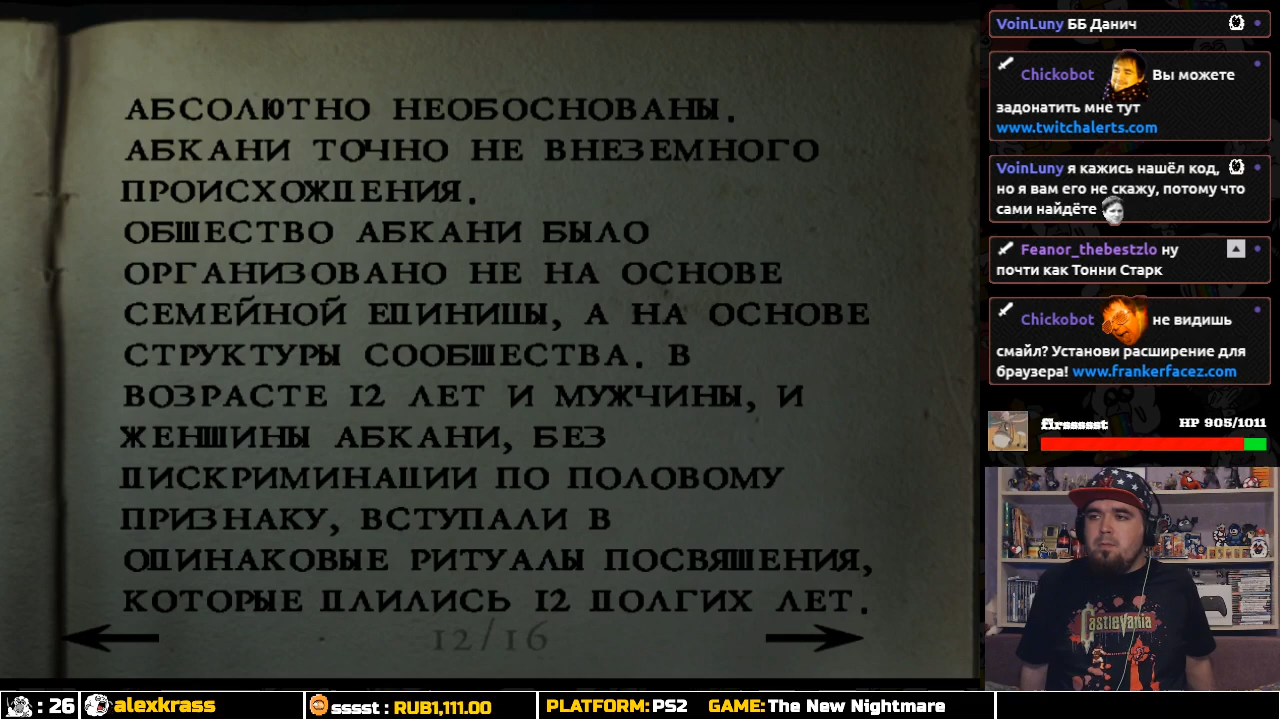 АБСОЛЮТНО НЕОБОСНОВАНЫ.
АБКАНИ ТОЧНО НЕ ВНЕЗЕМНОГО
ПРОИСХОЖДЕНИЯ.
ОБЩЕСТВО АБКАНИ БЫЛО
ОРГАНИЗОВАНО НЕ НА ОСНОВЕ
СЕМЕЙНОЙ ЕДИНИЦЫ, А НА ОСНОВЕ
СТРУКТУРЫ СООБЩЕСТВА. В
ВОЗРАСТЕ 12 ЛЕТ И МУЖЧИНЫ, И
ЖЕНЩИНЫ АБКАНИ, БЕЗ
ДИСКРИМИНАЦИИ ПО ПОЛОВОМУ
ПРИЗНАКУ, ВСТУПАЛИ В
ОДИНАКОВЫЕ РИТУАЛЫ ПОСВЯЩЕНИЯ,
КОТОРЫЕ ДЛИЛИСЬ 12 ДОЛГИХ ЛЕТ.
12/16
VoinLuny ББ Данич
Chickobot Вы можете
задонатить мне тут
www.twitchalerts.com
VoinLuny я кажись нашёл код,
но я вам его не скажу, потому что
сами найдёте
Feanor_thebestzlo ну
почти как Тонни Старк
Chickobot не видишь
смайл? Установи расширение для
браузера! www.frankerfacez.com
firssssst HP 905/1011
Castlevania
: 26 alexkrass sssst : RUB1,111.00 PLATFORM: PS2 GAME: The New Nightmare